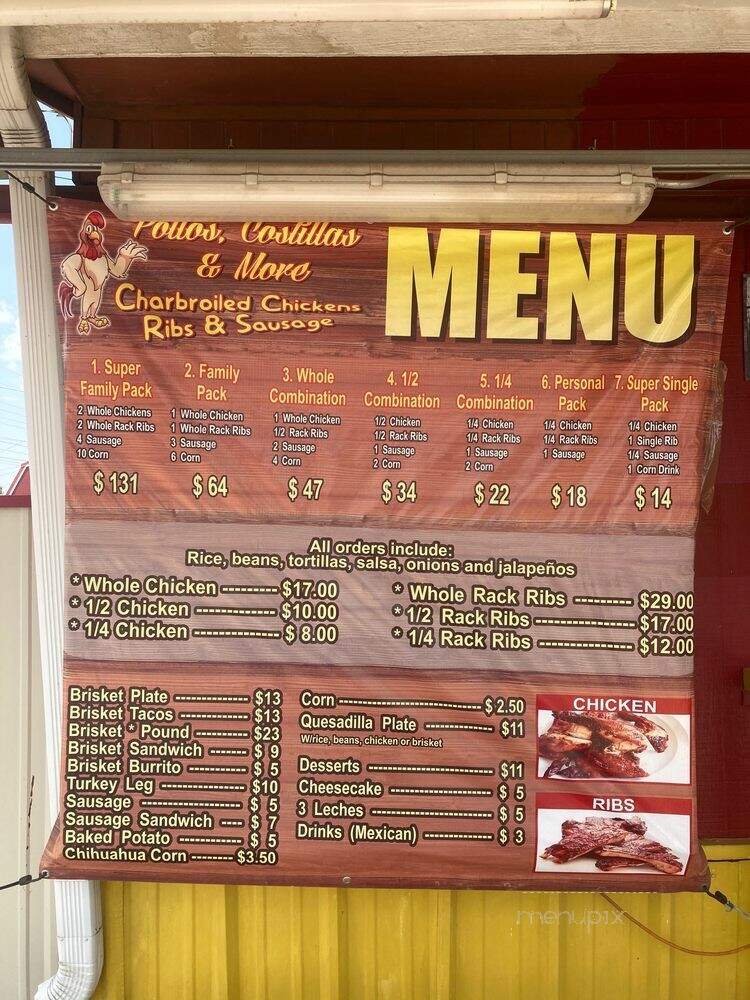 Pollos, Costillas
& More
Charbroiled Chickens
Ribs & Sausage
MENU
1. Super
Family Pack
2 Whole Chickens
2 Whole Rack Ribs
4 Sausage
10 Corn
$ 131
2. Family
Pack
1 Whole Chicken
1 Whole Rack Ribs
3 Sausage
6 Corn
$ 64
3. Whole
Combination
1 Whole Chicken
1/2 Rack Ribs
2 Sausage
4 Corn
$ 47
4. 1/2
Combination
1/2 Chicken
1/2 Rack Ribs
1 Sausage
2 Corn
$ 34
5. 1/4
Combination
1/4 Chicken
1/4 Rack Ribs
1 Sausage
2 Corn
$ 22
6. Personal
Pack
1/4 Chicken
1/4 Rack Ribs
1 Sausage
$ 18
7. Super Single
Pack
1/4 Chicken
1 Single Rib
1/4 Sausage
1 Corn Drink
$ 14
All orders include:
Rice, beans, tortillas, salsa, onions and jalapeños
* Whole Chicken --------- $17.00
* 1/2 Chicken ------------- $10.00
* 1/4 Chicken ------------- $ 8.00
* Whole Rack Ribs -------- $29.00
* 1/2 Rack Ribs -------------- $17.00
* 1/4 Rack Ribs -------------- $12.00
Brisket Plate ------------ $13
Brisket Tacos ----------- $13
Brisket * Pound --------- $23
Brisket Sandwich ------ $ 9
Brisket Burrito ---------- $ 5
Turkey Leg -------------- $10
Sausage ----------------- $ 5
Sausage Sandwich ---- $ 7
Baked Potato ------------ $ 5
Chihuahua Corn -------- $3.50
Corn ------------------------- $ 2.50
Quesadilla Plate ----------- $11
W/rice, beans, chicken or brisket
Desserts --------------------- $11
Cheesecake ------------------ $ 5
3 Leches --------------------- $ 5
Drinks (Mexican) ----------- $ 3
CHICKEN
RIBS
menupix